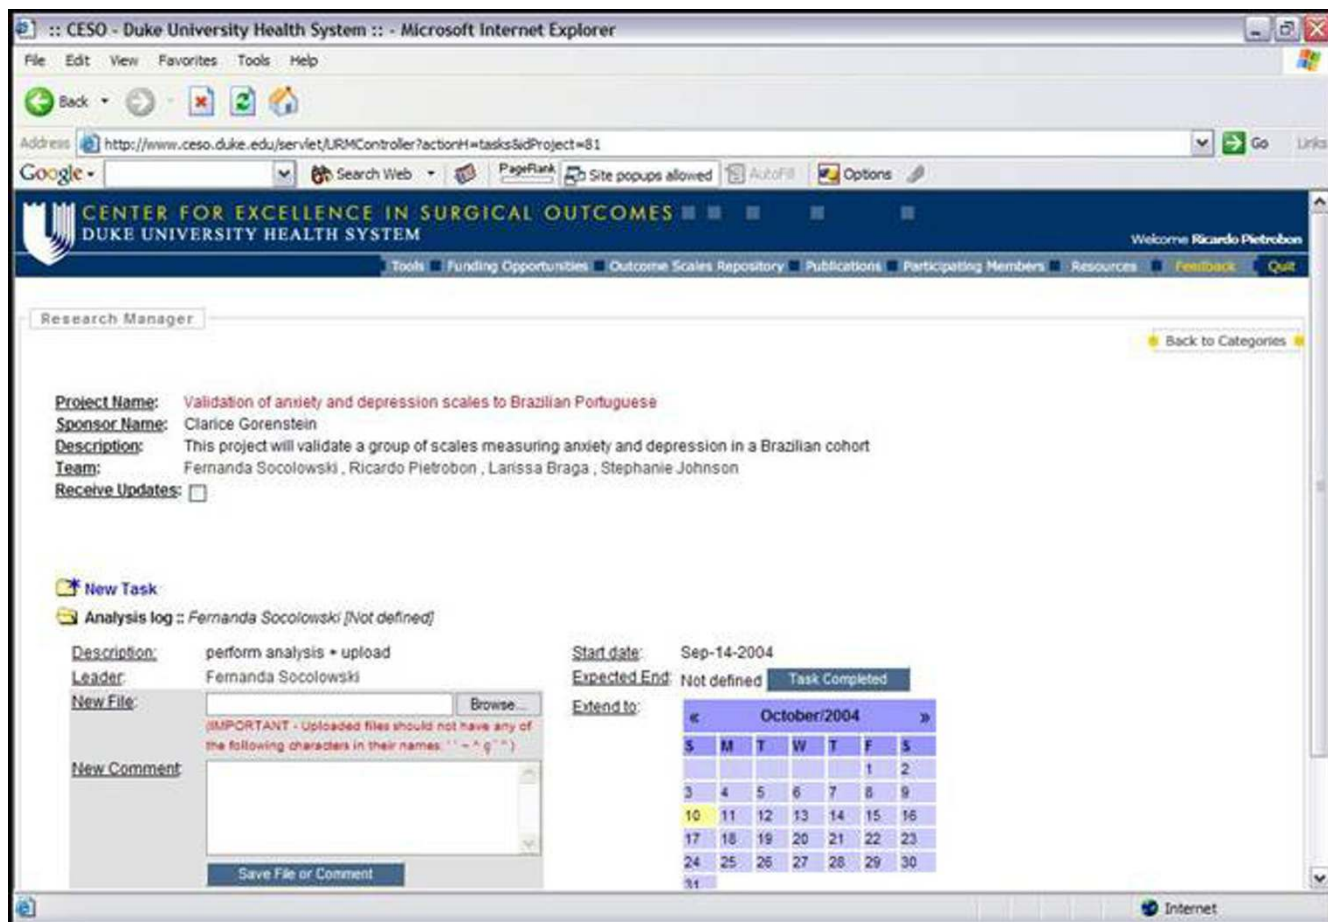 :: CESO - Duke University Health System :: - Microsoft Internet Explorer
File Edit View Favorites Tools Help
Back
Address http://www.ceso.duke.edu/servlet/URMController?actionH=tasks&idProject=81 Go Links
Google Search Web PageRank Site popups allowed AutoFill Options
CENTER FOR EXCELLENCE IN SURGICAL OUTCOMES
DUKE UNIVERSITY HEALTH SYSTEM
Welcome Ricardo Pietrobon
Tools Funding Opportunities Outcome Scales Repository Publications Participating Members Resources Feedback Quit
Research Manager
Back to Categories
Project Name: Validation of anxiety and depression scales to Brazilian Portuguese
Sponsor Name: Clarice Gorenstein
Description: This project will validate a group of scales measuring anxiety and depression in a Brazilian cohort
Team: Fernanda Socolowski , Ricardo Pietrobon , Larissa Braga , Stephanie Johnson
Receive Updates:
New Task
Analysis log :: Fernanda Socolowski [Not defined]
Description: perform analysis + upload
Leader: Fernanda Socolowski
New File: Browse...
(IMPORTANT - Uploaded files should not have any of
the following characters in their names:
New Comment:
Save File or Comment
Start date: Sep-14-2004
Expected End: Not defined Task Completed
Extend to:
« October/2004 »
S M T W T F S
1 2
3 4 5 6 7 8 9
10 11 12 13 14 15 16
17 18 19 20 21 22 23
24 25 26 27 28 29 30
31
Internet